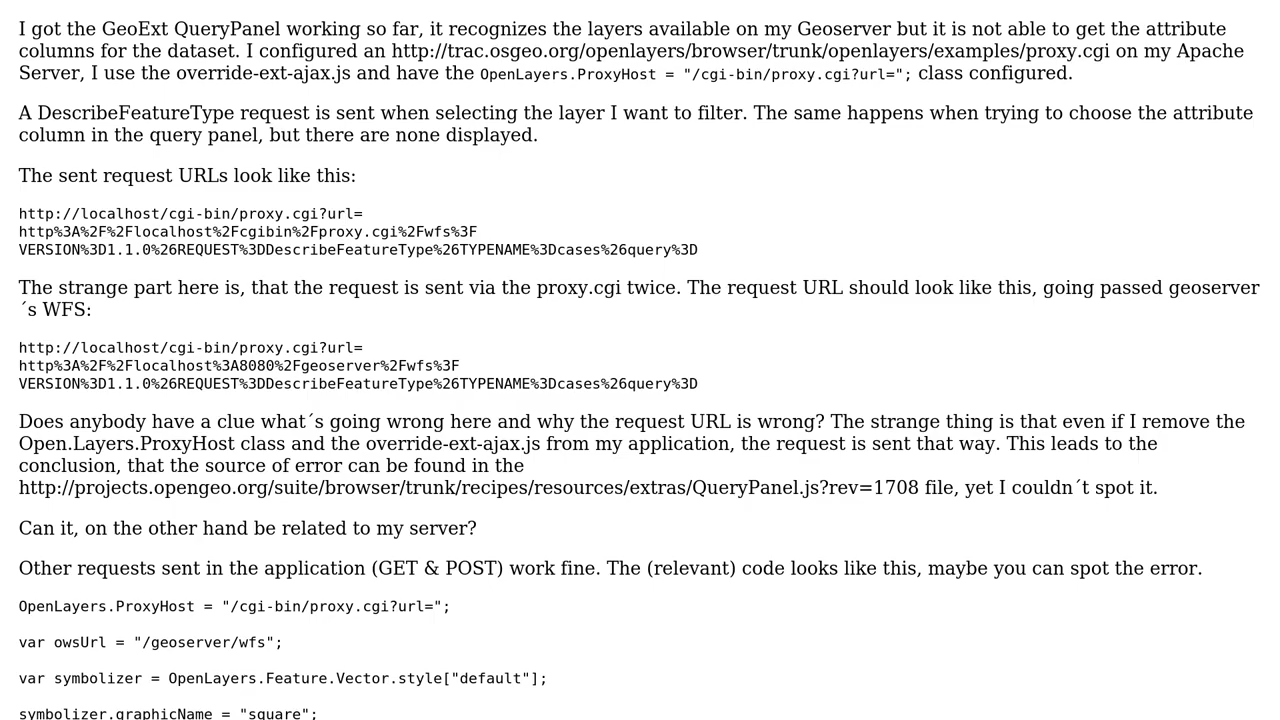 I got the GeoExt QueryPanel working so far, it recognizes the layers available on my Geoserver but it is not able to get the attribute
columns for the dataset. I configured an http://trac.osgeo.org/openlayers/browser/trunk/openlayers/examples/proxy.cgi on my Apache
Server, I use the override-ext-ajax.js and have the OpenLayers.ProxyHost = "/cgi-bin/proxy.cgi?url="; class configured.
A DescribeFeatureType request is sent when selecting the layer I want to filter. The same happens when trying to choose the attribute
column in the query panel, but there are none displayed.
The sent request URLs look like this:
http://localhost/cgi-bin/proxy.cgi?url=
http%3A%2F%2Flocalhost%2Fcgibin%2Fproxy.cgi%2Fwfs%3F
VERSION%3D1.1.0%26REQUEST%3DDescribeFeatureType%26TYPENAME%3Dcases%26query%3D
The strange part here is, that the request is sent via the proxy.cgi twice. The request URL should look like this, going passed geoserver
´s WFS:
http://localhost/cgi-bin/proxy.cgi?url=
http%3A%2F%2Flocalhost%3A8080%2Fgeoserver%2Fwfs%3F
VERSION%3D1.1.0%26REQUEST%3DDescribeFeatureType%26TYPENAME%3Dcases%26query%3D
Does anybody have a clue what´s going wrong here and why the request URL is wrong? The strange thing is that even if I remove the
Open.Layers.ProxyHost class and the override-ext-ajax.js from my application, the request is sent that way. This leads to the
conclusion, that the source of error can be found in the
http://projects.opengeo.org/suite/browser/trunk/recipes/resources/extras/QueryPanel.js?rev=1708 file, yet I couldn´t spot it.
Can it, on the other hand be related to my server?
Other requests sent in the application (GET & POST) work fine. The (relevant) code looks like this, maybe you can spot the error.
OpenLayers.ProxyHost = "/cgi-bin/proxy.cgi?url=";
var owsUrl = "/geoserver/wfs";
var symbolizer = OpenLayers.Feature.Vector.style["default"];
symbolizer.graphicName = "square";